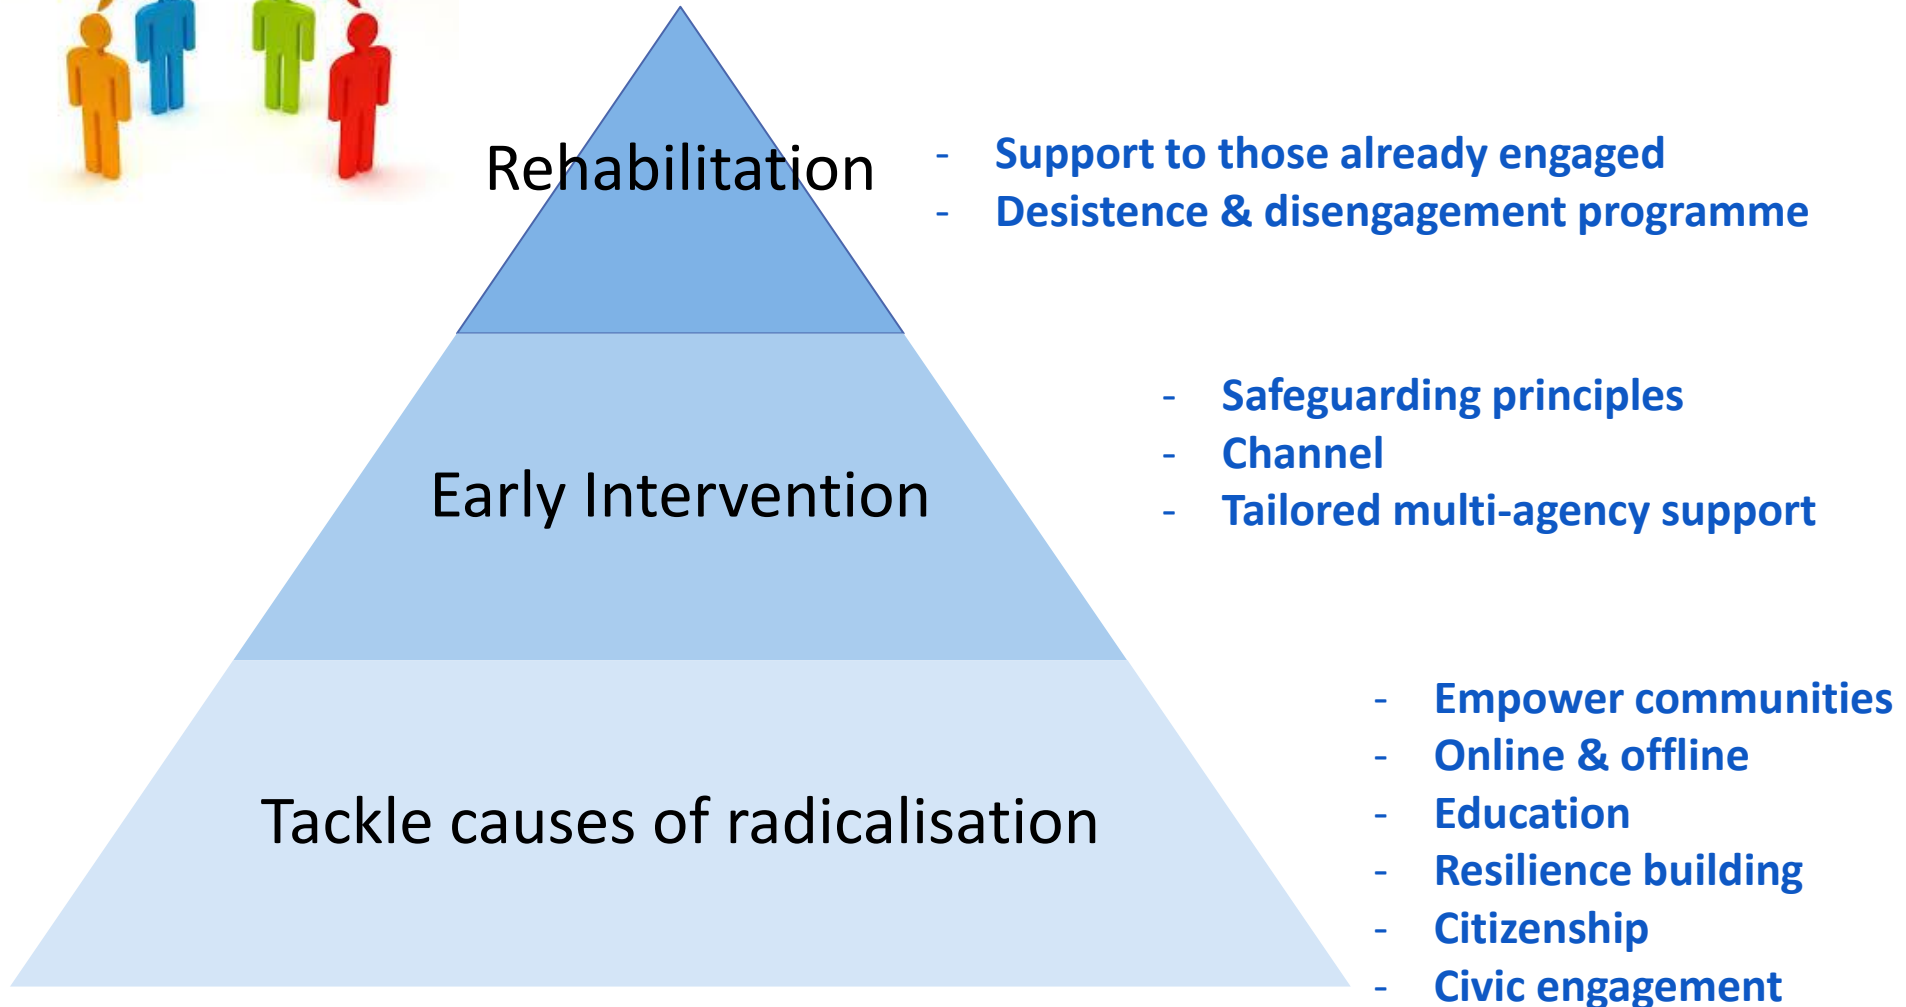 Rehabilitation
- Support to those already engaged
- Desistence & disengagement programme
Early Intervention
- Safeguarding principles
- Channel
- Tailored multi-agency support
Tackle causes of radicalisation
- Empower communities
- Online & offline
- Education
- Resilience building
- Citizenship
- Civic engagement